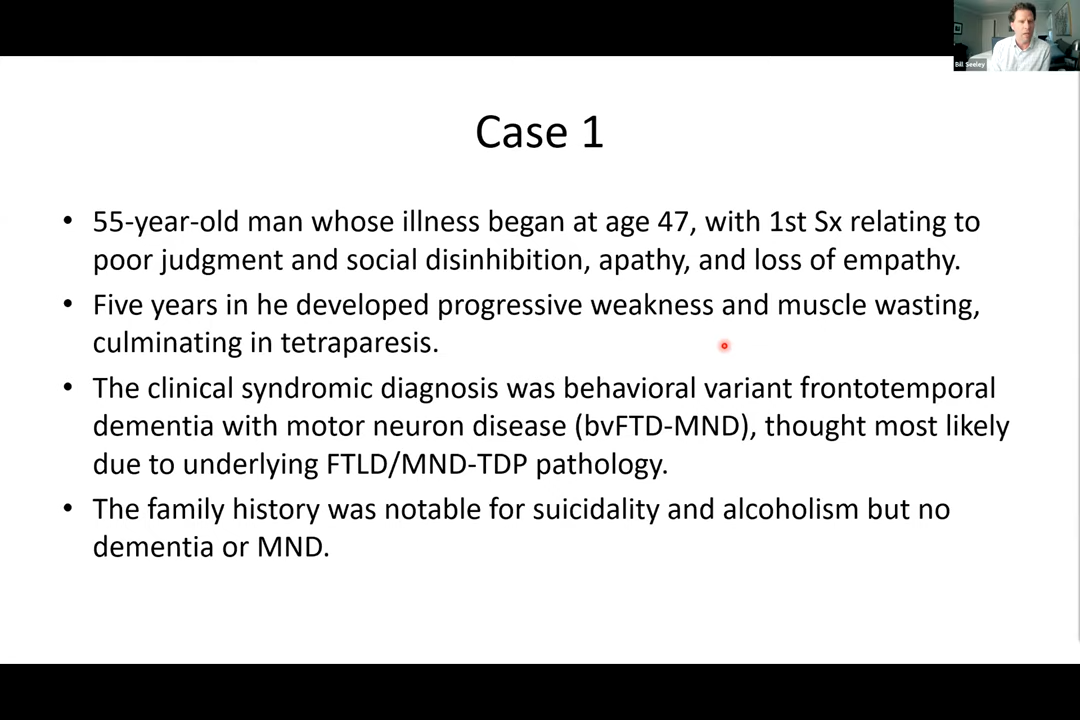 Bill Seeley
Case 1
• 55-year-old man whose illness began at age 47, with 1st Sx relating to
poor judgment and social disinhibition, apathy, and loss of empathy.
• Five years in he developed progressive weakness and muscle wasting,
culminating in tetraparesis.
• The clinical syndromic diagnosis was behavioral variant frontotemporal
dementia with motor neuron disease (bvFTD-MND), thought most likely
due to underlying FTLD/MND-TDP pathology.
• The family history was notable for suicidality and alcoholism but no
dementia or MND.